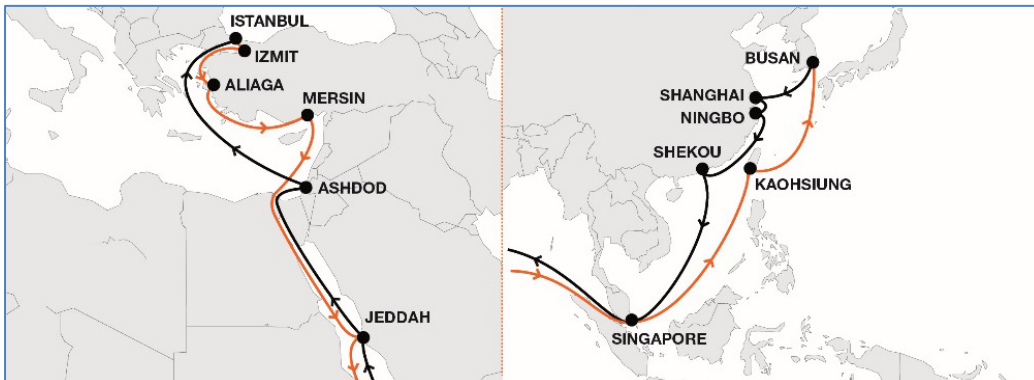 ISTANBUL
IZMIT
ALIAGA
MERSIN
ASHDOD
JEDDAH
BUSAN
SHANGHAI
NINGBO
SHEKOU
KAOHSIUNG
SINGAPORE